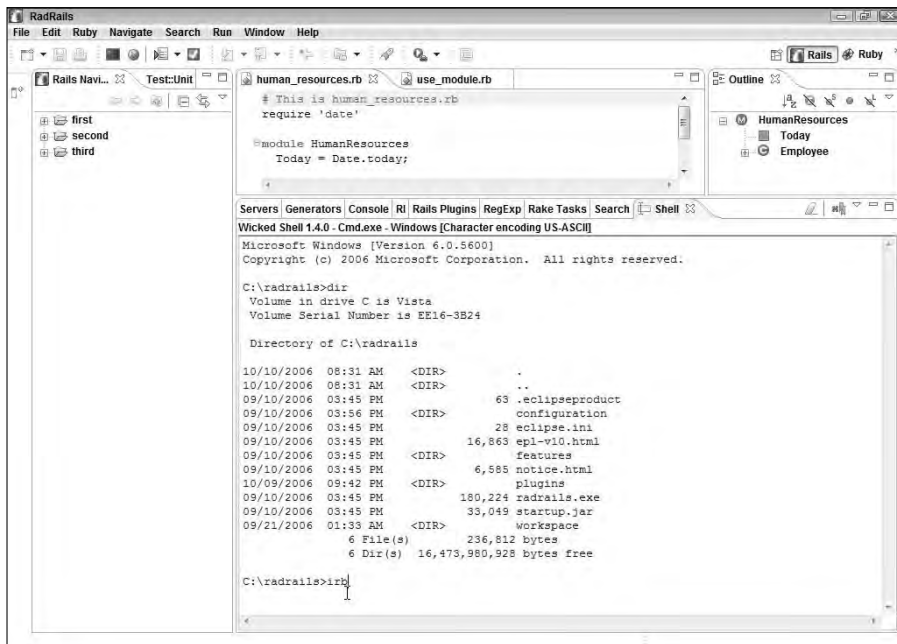 RadRails
File Edit Ruby Navigate Search Run Window Help
Rails Ruby
Rails Navi... Test::Unit
first
second
third
human_resources.rb use_module.rb
# This is human_resources.rb
require 'date'
module HumanResources
Today = Date.today;
Outline
HumanResources
Today
Employee
Servers Generators Console RI Rails Plugins RegExp Rake Tasks Search Shell
Wicked Shell 1.4.0 - Cmd.exe - Windows [Character encoding US-ASCII]
Microsoft Windows [Version 6.0.5600]
Copyright (c) 2006 Microsoft Corporation. All rights reserved.
C:\radrails>dir
Volume in drive C is Vista
Volume Serial Number is EE16-3B24
Directory of C:\radrails
10/10/2006 08:31 AM <DIR> .
10/10/2006 08:31 AM <DIR> ..
09/10/2006 03:45 PM 63 .eclipseproduct
09/10/2006 03:56 PM <DIR> configuration
09/10/2006 03:45 PM 28 eclipse.ini
09/10/2006 03:45 PM 16,863 epl-v10.html
09/10/2006 03:45 PM <DIR> features
09/10/2006 03:45 PM 6,585 notice.html
10/09/2006 09:42 PM <DIR> plugins
09/10/2006 03:45 PM 180,224 radrails.exe
09/10/2006 03:45 PM 33,049 startup.jar
09/21/2006 01:33 AM <DIR> workspace
6 File(s) 236,812 bytes
6 Dir(s) 16,473,980,928 bytes free
C:\radrails>irb